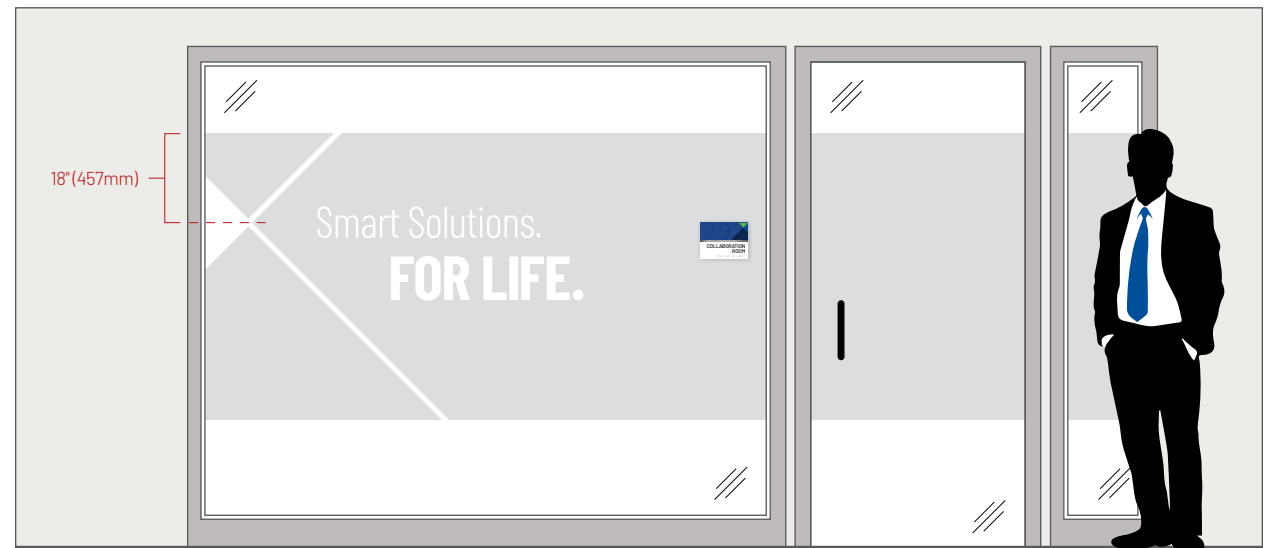 18"(457mm)
Smart Solutions.
FOR LIFE.
COLLABORATION
ROOM